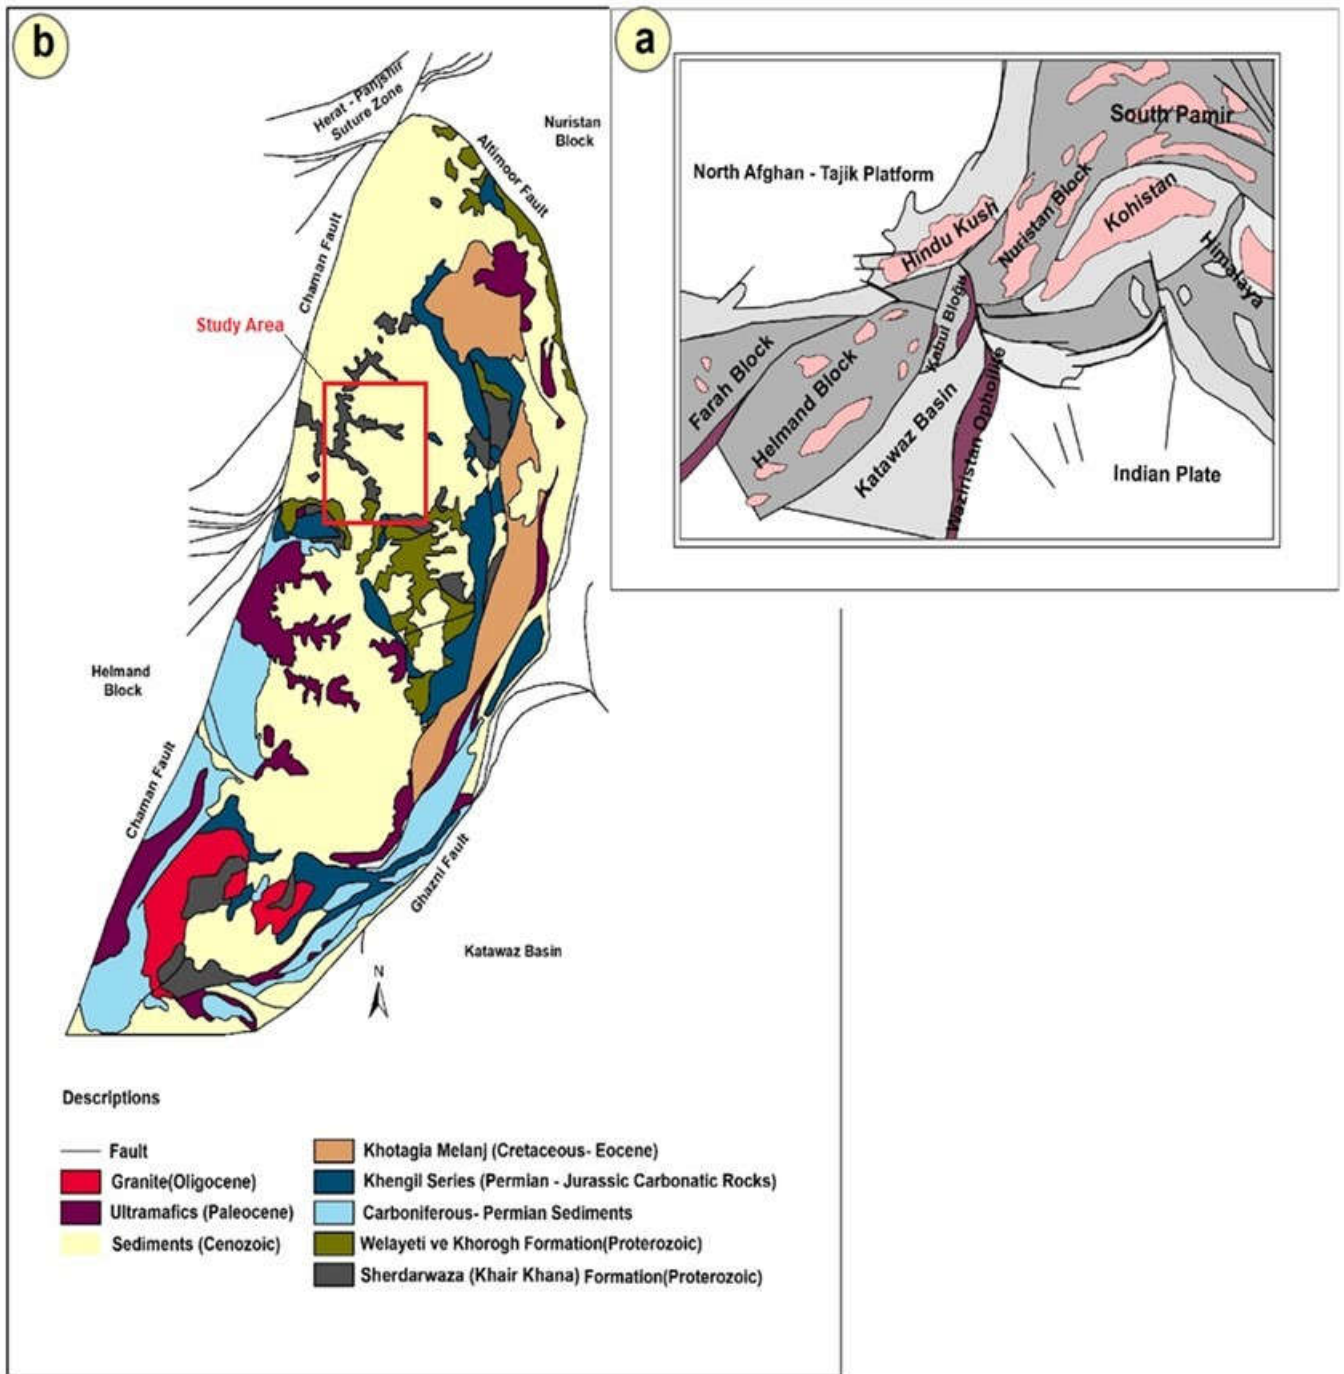 b
Herat - Panjshir
Suture Zone
Nuristan
Block
Altimoor Fault
Chaman Fault
Study Area
Helmand
Block
Chaman Fault
Ghazni Fault
Katawaz Basin
N
Descriptions
Fault
Granite(Oligocene)
Ultramafics (Paleocene)
Sediments (Cenozoic)
Khotagia Melanj (Cretaceous- Eocene)
Khengil Series (Permian - Jurassic Carbonatic Rocks)
Carboniferous- Permian Sediments
Welayeti ve Khorogh Formation(Proterozoic)
Sherdarwaza (Khair Khana) Formation(Proterozoic)
a
South Pamir
North Afghan - Tajik Platform
Nuristan Block
Kohistan
Hindu Kush
Himalaya
Kabul Bloğu
Farah Block
Helmand Block
Katawaz Basin
Waziristan Ophojlite
Indian Plate